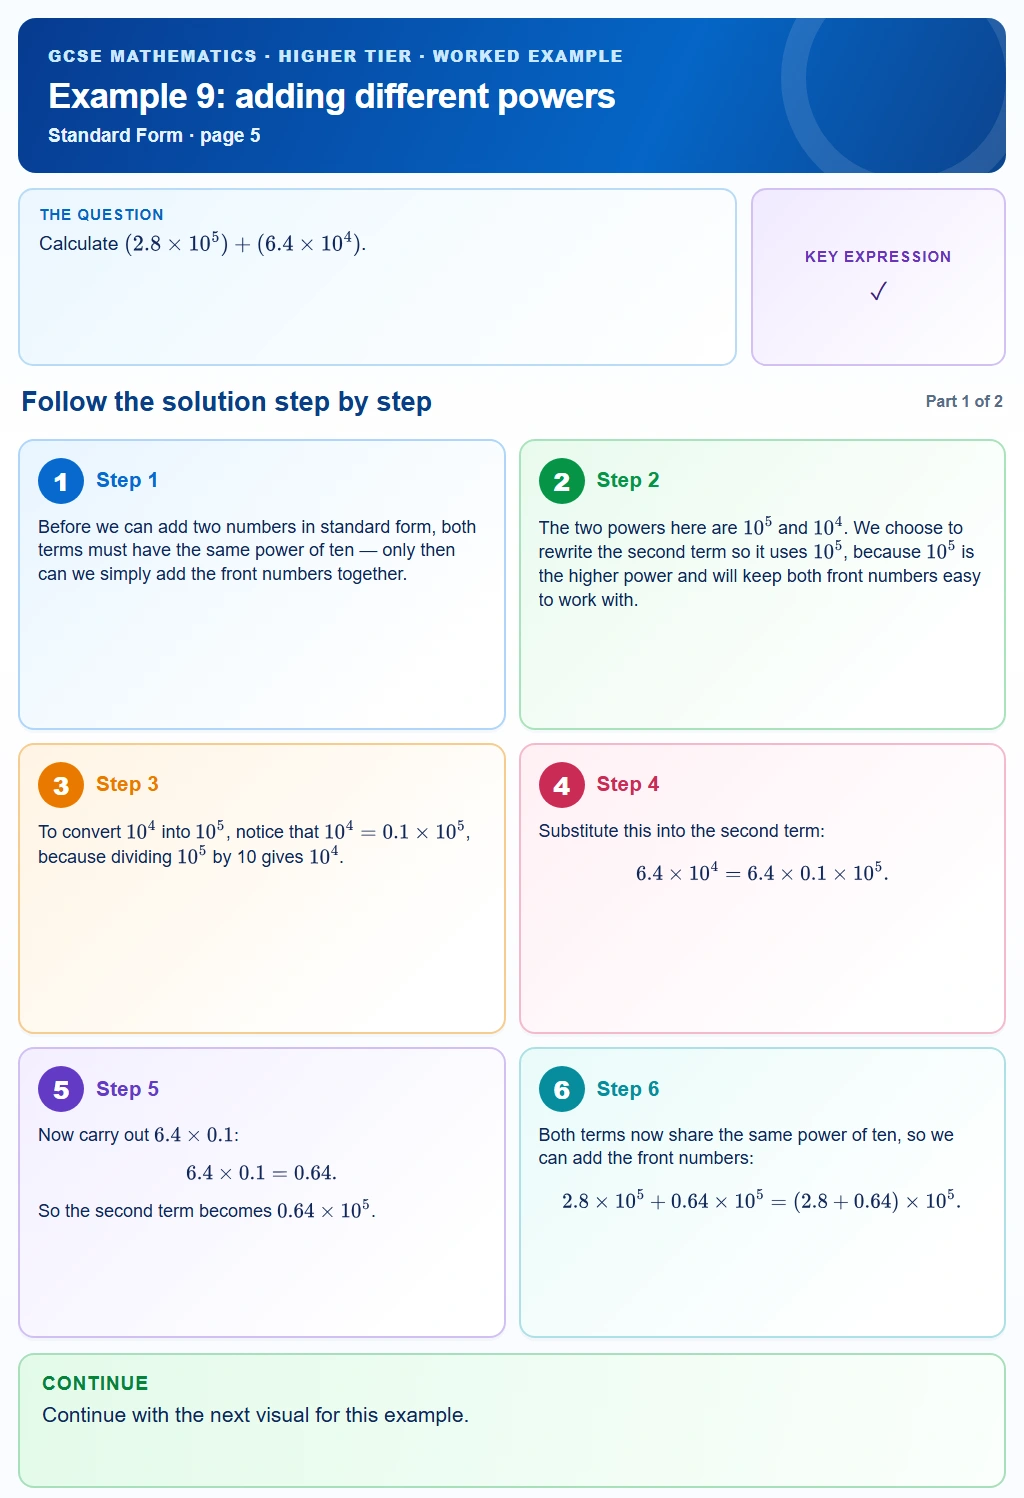 GCSE MATHEMATICS · HIGHER TIER · WORKED EXAMPLE
Example 9: adding different powers
Standard Form · page 5
THE QUESTION
Calculate (2.8 × 10⁵) + (6.4 × 10⁴).
KEY EXPRESSION
✓
Follow the solution step by step
Part 1 of 2
1 Step 1
Before we can add two numbers in standard form, both
terms must have the same power of ten — only then
can we simply add the front numbers together.
2 Step 2
The two powers here are 10⁵ and 10⁴. We choose to
rewrite the second term so it uses 10⁵, because 10⁵ is
the higher power and will keep both front numbers easy
to work with.
3 Step 3
To convert 10⁴ into 10⁵, notice that 10⁴ = 0.1 × 10⁵,
because dividing 10⁵ by 10 gives 10⁴.
4 Step 4
Substitute this into the second term:
6.4 × 10⁴ = 6.4 × 0.1 × 10⁵.
5 Step 5
Now carry out 6.4 × 0.1:
6.4 × 0.1 = 0.64.
So the second term becomes 0.64 × 10⁵.
6 Step 6
Both terms now share the same power of ten, so we
can add the front numbers:
2.8 × 10⁵ + 0.64 × 10⁵ = (2.8 + 0.64) × 10⁵.
CONTINUE
Continue with the next visual for this example.